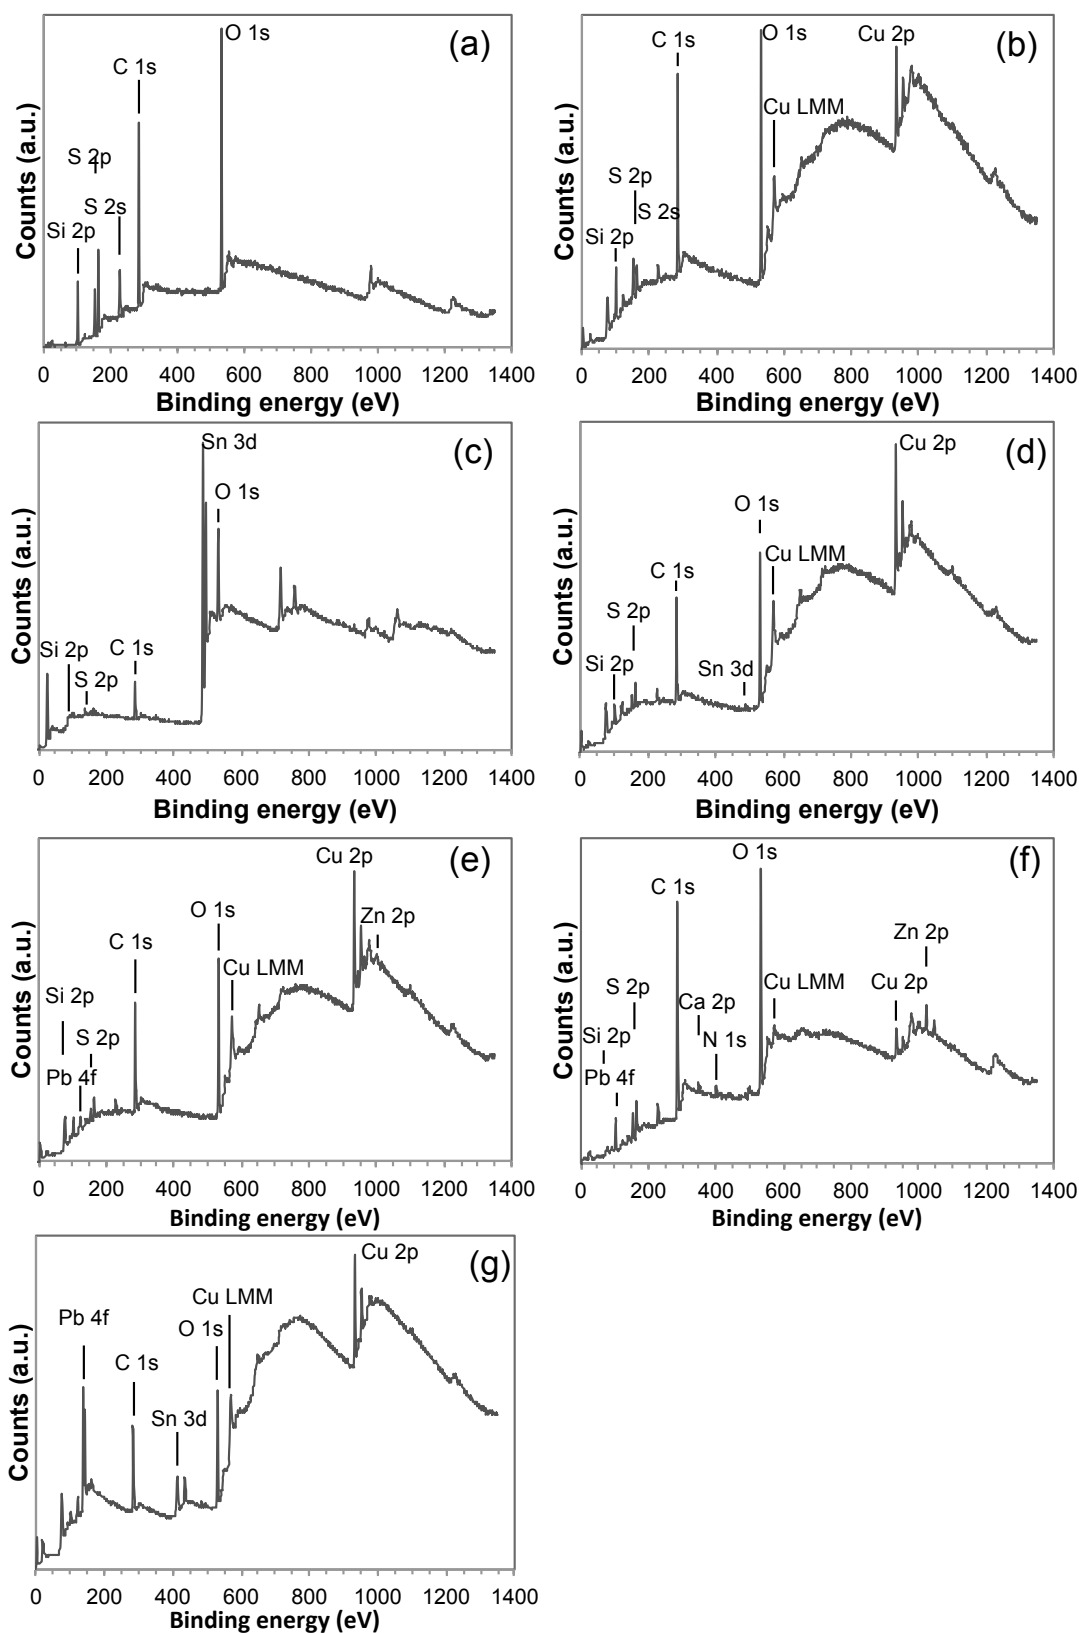 (a)
O 1s
C 1s
S 2p
S 2s
Si 2p
Counts (a.u.)
0 200 400 600 800 1000 1200 1400
Binding energy (eV)
(b)
C 1s
O 1s
Cu 2p
Cu LMM
S 2p
S 2s
Si 2p
Counts (a.u.)
0 200 400 600 800 1000 1200 1400
Binding energy (eV)
(c)
Sn 3d
O 1s
Si 2p
C 1s
S 2p
Counts (a.u.)
0 200 400 600 800 1000 1200 1400
Binding energy (eV)
(d)
Cu 2p
O 1s
Cu LMM
C 1s
S 2p
Si 2p
Sn 3d
Counts (a.u.)
0 200 400 600 800 1000 1200 1400
Binding energy (eV)
(e)
Cu 2p
O 1s
Zn 2p
C 1s
Cu LMM
Si 2p
S 2p
Pb 4f
Counts (a.u.)
0 200 400 600 800 1000 1200 1400
Binding energy (eV)
(f)
O 1s
C 1s
Zn 2p
S 2p
Cu LMM
Cu 2p
Ca 2p
Si 2p
N 1s
Pb 4f
Counts (a.u.)
0 200 400 600 800 1000 1200 1400
Binding energy (eV)
(g)
Cu 2p
Cu LMM
Pb 4f
O 1s
C 1s
Sn 3d
Counts (a.u.)
0 200 400 600 800 1000 1200 1400
Binding energy (eV)